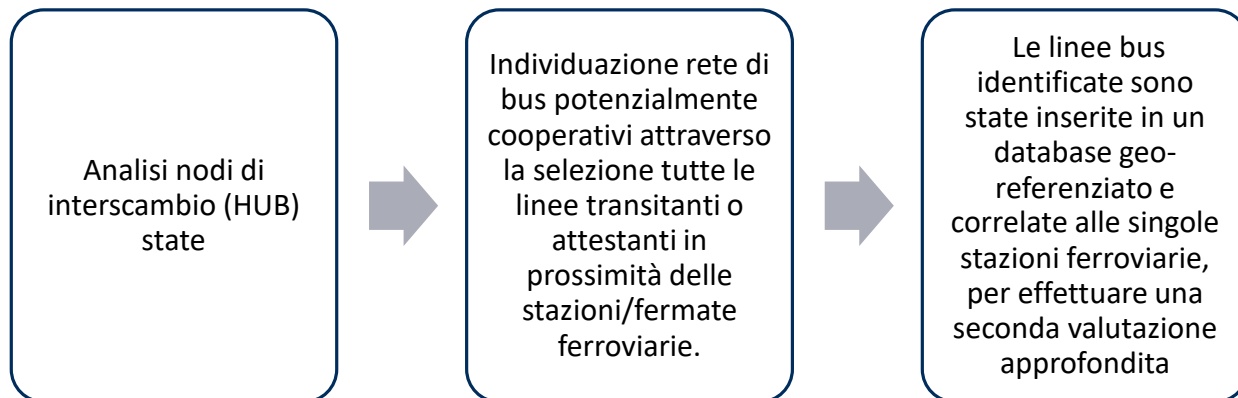 Analisi nodi di
interscambio (HUB)
state
Individuazione rete di
bus potenzialmente
cooperativi attraverso
la selezione tutte le
linee transitanti o
attestanti in
prossimità delle
stazioni/fermate
ferroviarie.
Le linee bus
identificate sono
state inserite in un
database geo-
referenziato e
correlate alle singole
stazioni ferroviarie,
per effettuare una
seconda valutazione
approfondita